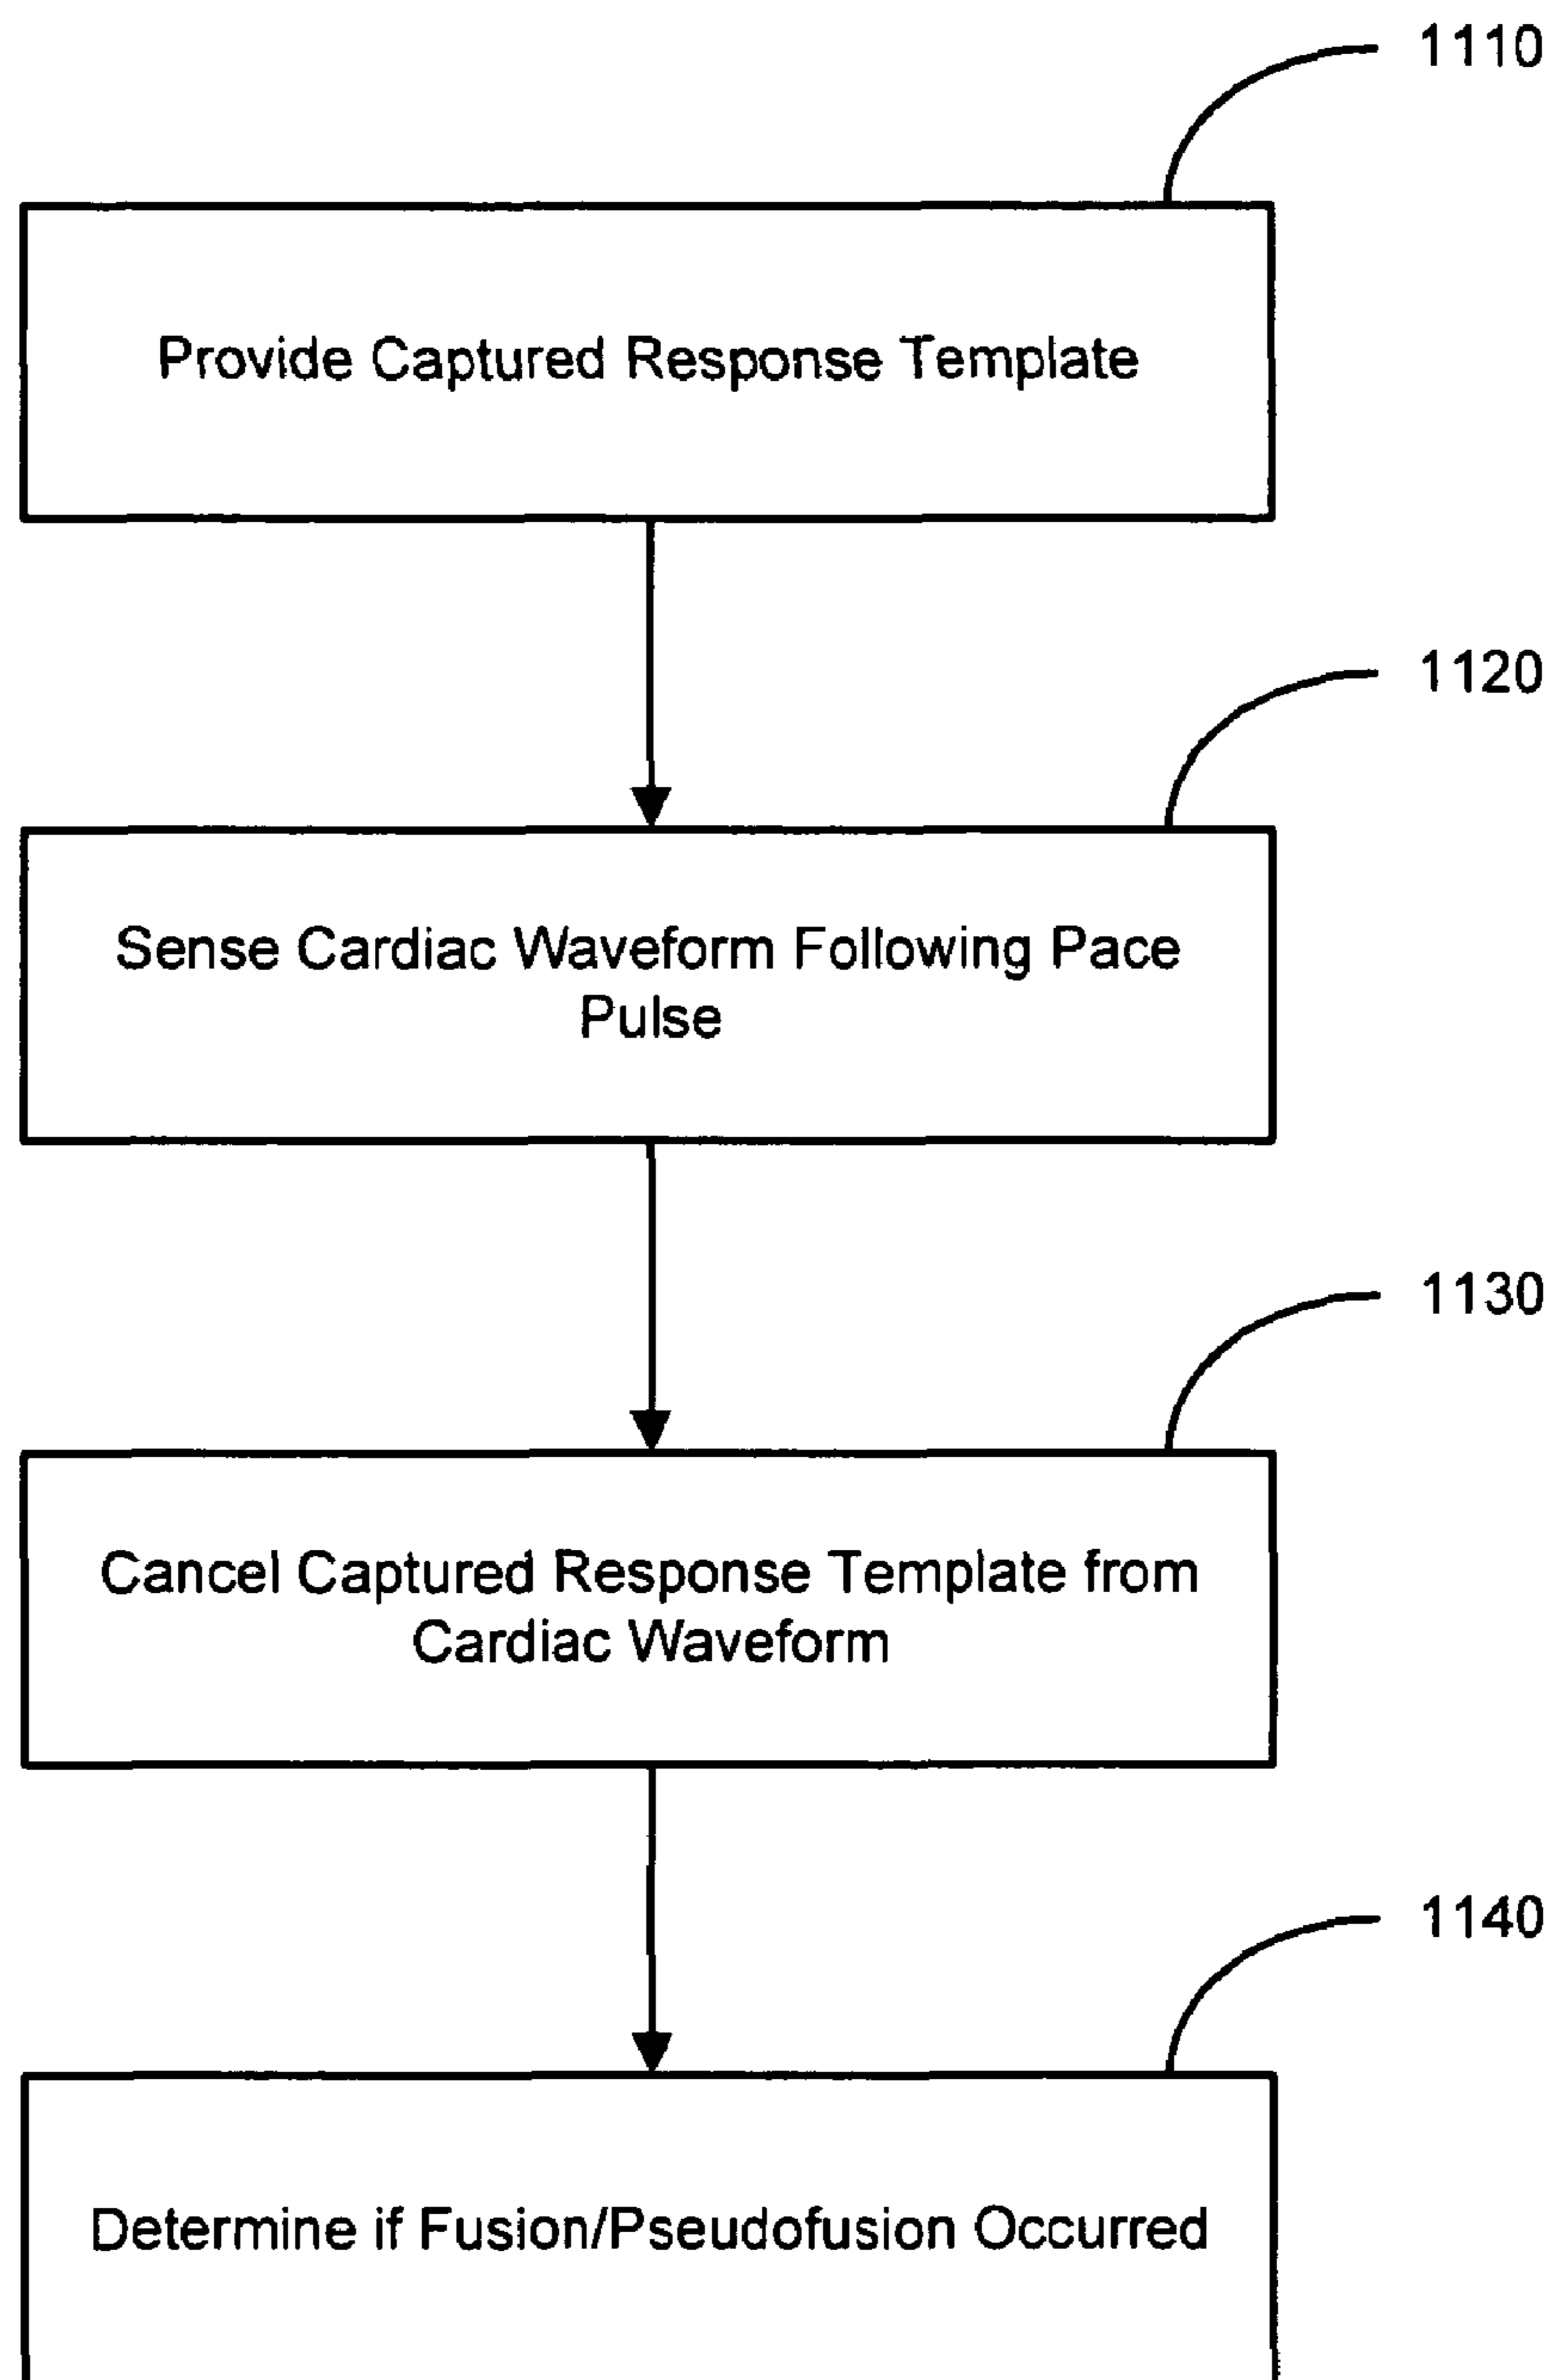 1110
Provide Captured Response Template
1120
Sense Cardiac Waveform Following Pace
Pulse
1130
Cancel Captured Response Template from
Cardiac Waveform
1140
Determine if Fusion/Pseudofusion Occurred